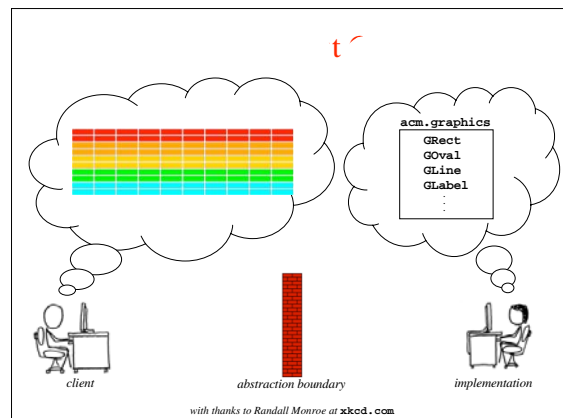 t
acm.graphics
GRect
GOval
GLine
GLabel
.
.
.
client
abstraction boundary
implementation
with thanks to Randall Monroe at xkcd.com